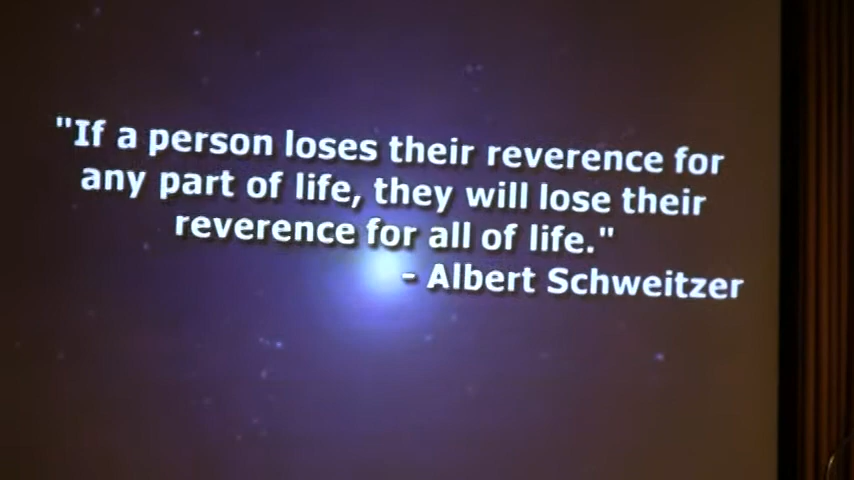 "If a person loses their reverence for
any part of life, they will lose their
reverence for all of life."
- Albert Schweitzer